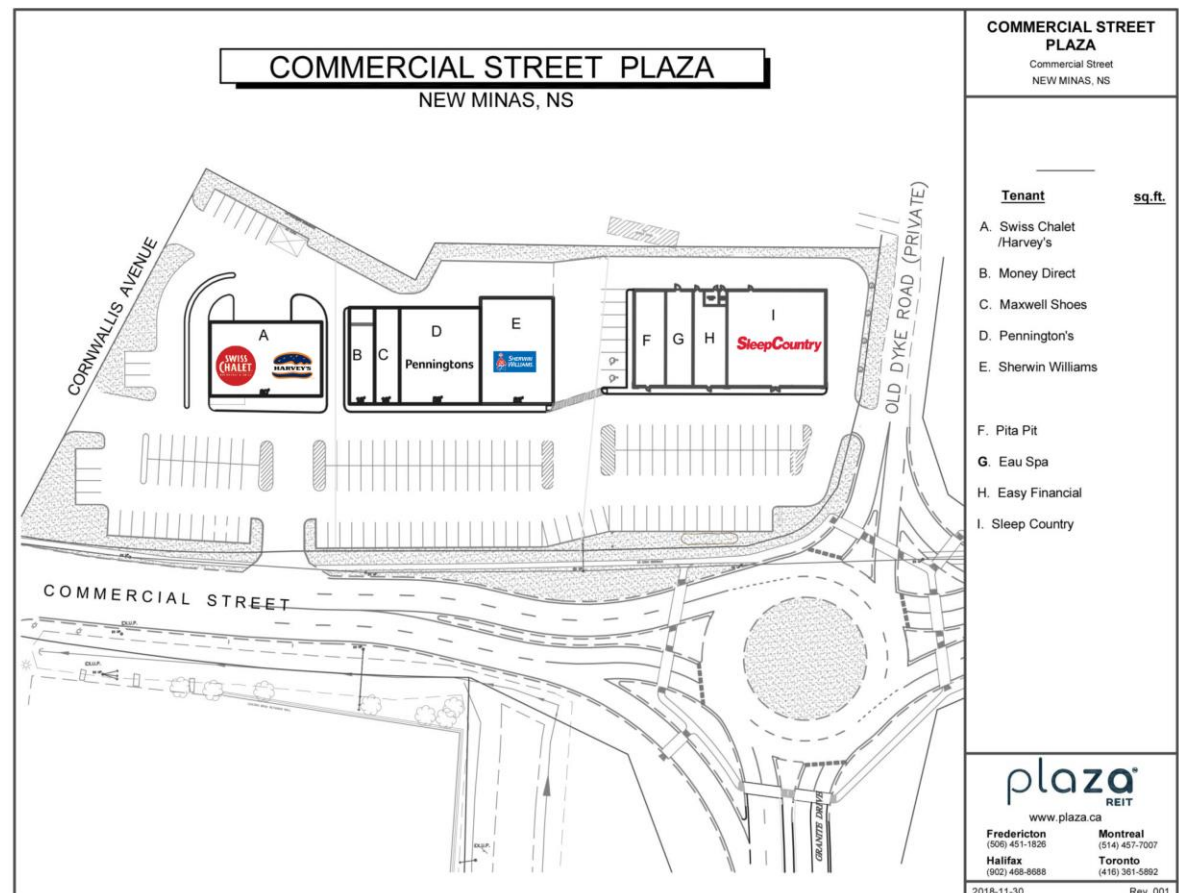 COMMERCIAL STREET PLAZA
NEW MINAS, NS
CORNWALLIS AVENUE
OLD DYKE ROAD (PRIVATE)
A
SWISS
CHALET
HARVEY'S
B
C
D
Penningtons
E
SHERWIN
WILLIAMS
F
G
H
I
SleepCountry
COMMERCIAL STREET
EX.U.P.
EX.U.P.
EX.U.P.
GRANITE DRIVE
COMMERCIAL STREET
PLAZA
Commercial Street
NEW MINAS, NS
Tenant sq.ft.
A. Swiss Chalet
/Harvey's
B. Money Direct
C. Maxwell Shoes
D. Pennington's
E. Sherwin Williams
F. Pita Pit
G. Eau Spa
H. Easy Financial
I. Sleep Country
plaza
REIT
www.plaza.ca
Fredericton Montreal
(506) 451-1826 (514) 457-7007
Halifax Toronto
(902) 468-8688 (416) 361-5892
2018-11-30 Rev. 001